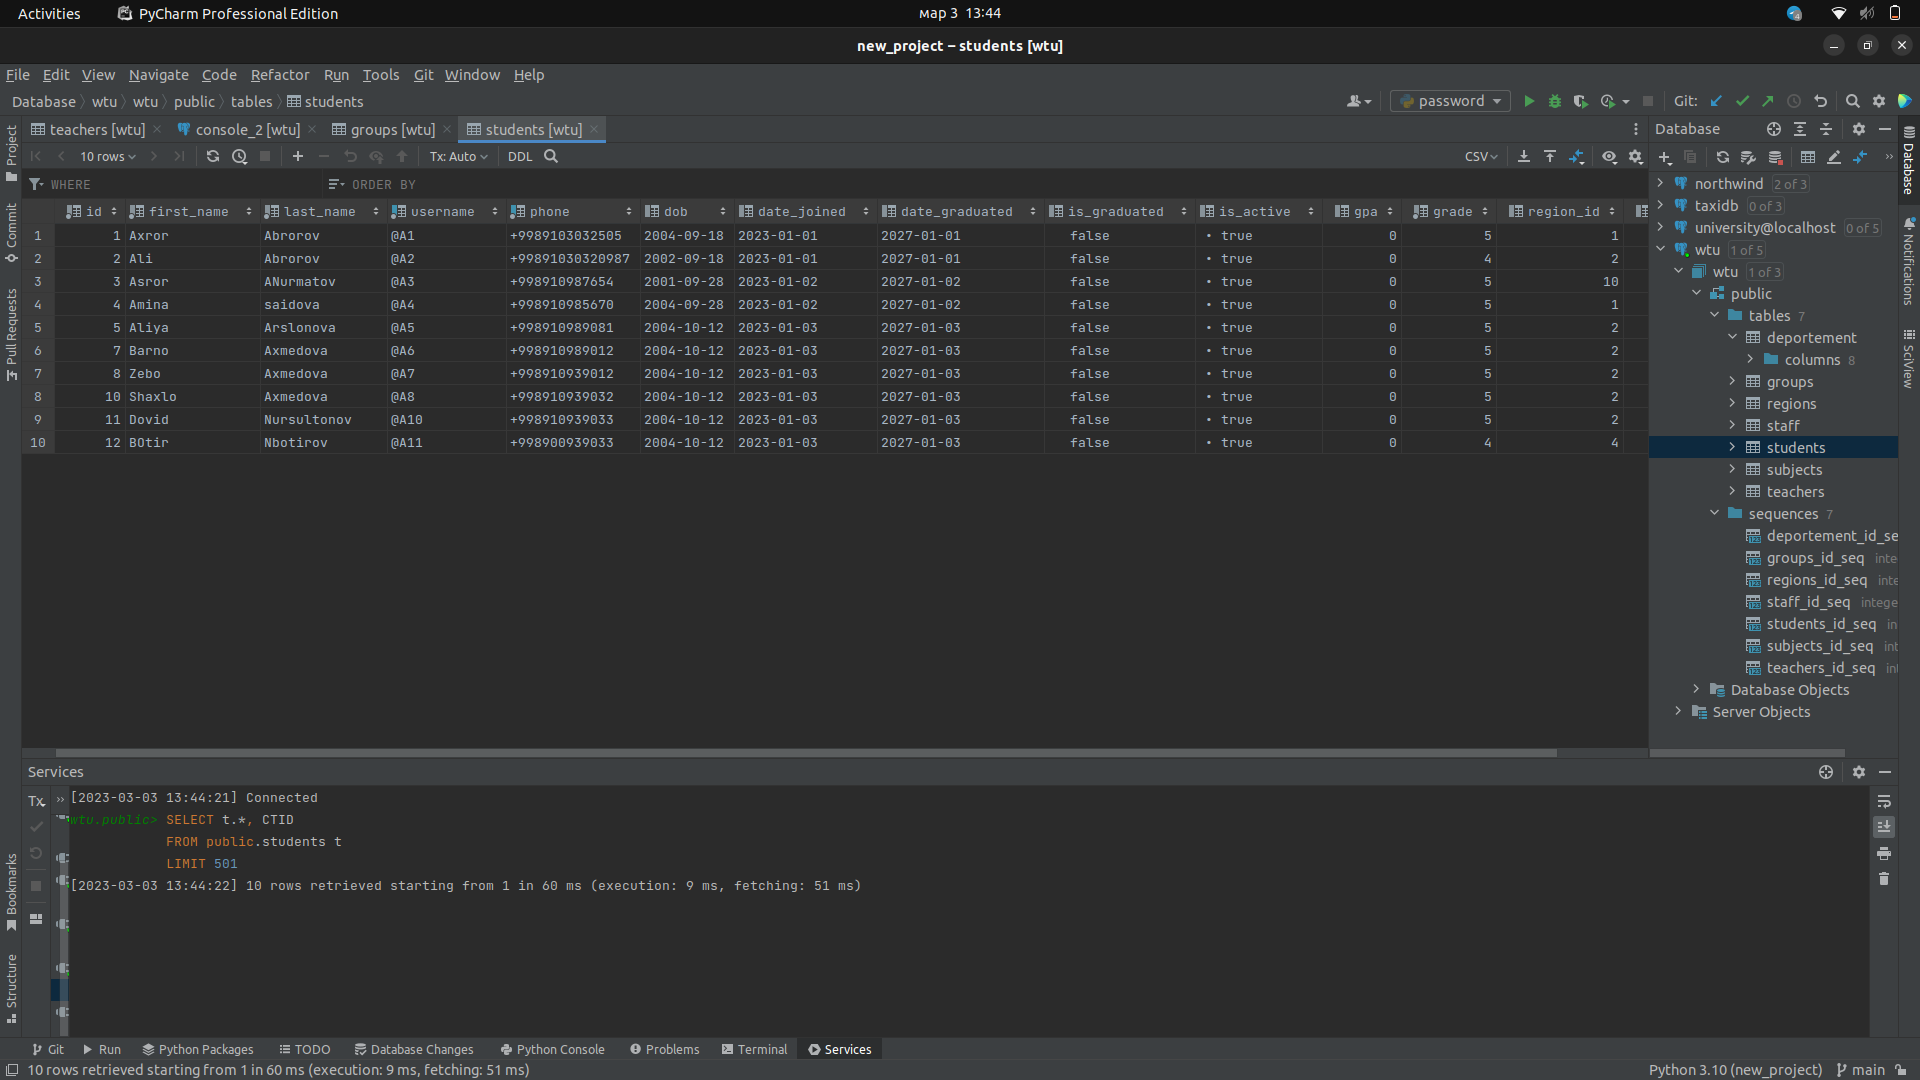 Activities PyCharm Professional Edition мар 3 13:44
new_project – students [wtu]
File Edit View Navigate Code Refactor Run Tools Git Window Help
Database wtu wtu public tables students password Git:
teachers [wtu] console_2 [wtu] groups [wtu] students [wtu] Database
10 rows Tx: Auto DDL CSV
WHERE ORDER BY
id first_name last_name username phone dob date_joined date_graduated is_graduated is_active gpa grade region_id
1 1 Axror Abrorov @A1 +9989103032505 2004-09-18 2023-01-01 2027-01-01 false • true 0 5 1
2 2 Ali Abrorov @A2 +99891030320987 2002-09-18 2023-01-01 2027-01-01 false • true 0 4 2
3 3 Asror ANurmatov @A3 +998910987654 2001-09-28 2023-01-02 2027-01-02 false • true 0 5 10
4 4 Amina saidova @A4 +998910985670 2004-09-28 2023-01-02 2027-01-02 false • true 0 5 1
5 5 Aliya Arslonova @A5 +998910989081 2004-10-12 2023-01-03 2027-01-03 false • true 0 5 2
6 7 Barno Axmedova @A6 +998910989012 2004-10-12 2023-01-03 2027-01-03 false • true 0 5 2
7 8 Zebo Axmedova @A7 +998910939012 2004-10-12 2023-01-03 2027-01-03 false • true 0 5 2
8 10 Shaxlo Axmedova @A8 +998910939032 2004-10-12 2023-01-03 2027-01-03 false • true 0 5 2
9 11 Dovid Nursultonov @A10 +998910939033 2004-10-12 2023-01-03 2027-01-03 false • true 0 5 2
10 12 BOtir Nbotirov @A11 +998900939033 2004-10-12 2023-01-03 2027-01-03 false • true 0 4 4
northwind 2 of 3
taxidb 0 of 3
university@localhost 0 of 5
wtu 1 of 5
wtu 1 of 3
public
tables 7
deportement
columns 8
groups
regions
staff
students
subjects
teachers
sequences 7
deportement_id_se
groups_id_seq inte
regions_id_seq inte
staff_id_seq intege
students_id_seq in
subjects_id_seq int
teachers_id_seq int
Database Objects
Server Objects
Project
Commit
Pull Requests
Bookmarks
Structure
Database
Notifications
SciView
Services
Tx
[2023-03-03 13:44:21] Connected
wtu.public> SELECT t.*, CTID
FROM public.students t
LIMIT 501
[2023-03-03 13:44:22] 10 rows retrieved starting from 1 in 60 ms (execution: 9 ms, fetching: 51 ms)
Git Run Python Packages TODO Database Changes Python Console Problems Terminal Services
10 rows retrieved starting from 1 in 60 ms (execution: 9 ms, fetching: 51 ms) Python 3.10 (new_project) main